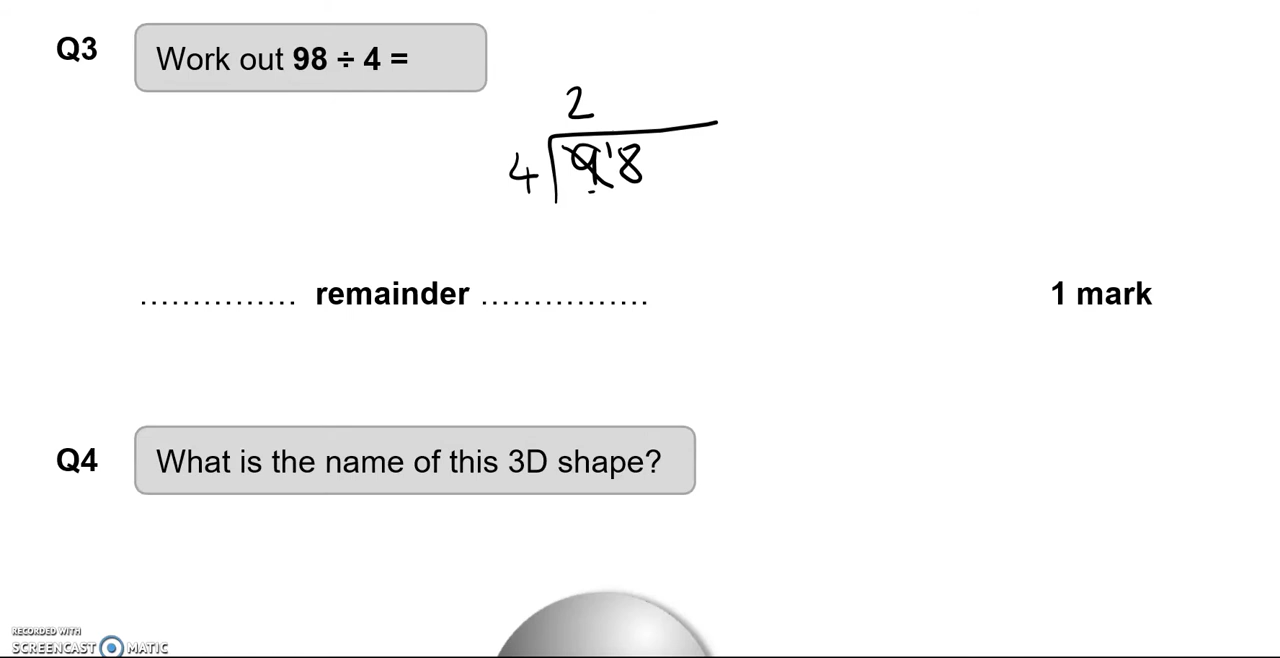 Q3 Work out 98 ÷ 4 =
2
4 9 18
............... remainder ................ 1 mark
Q4 What is the name of this 3D shape?
RECORDED WITH
SCREENCAST MATIC